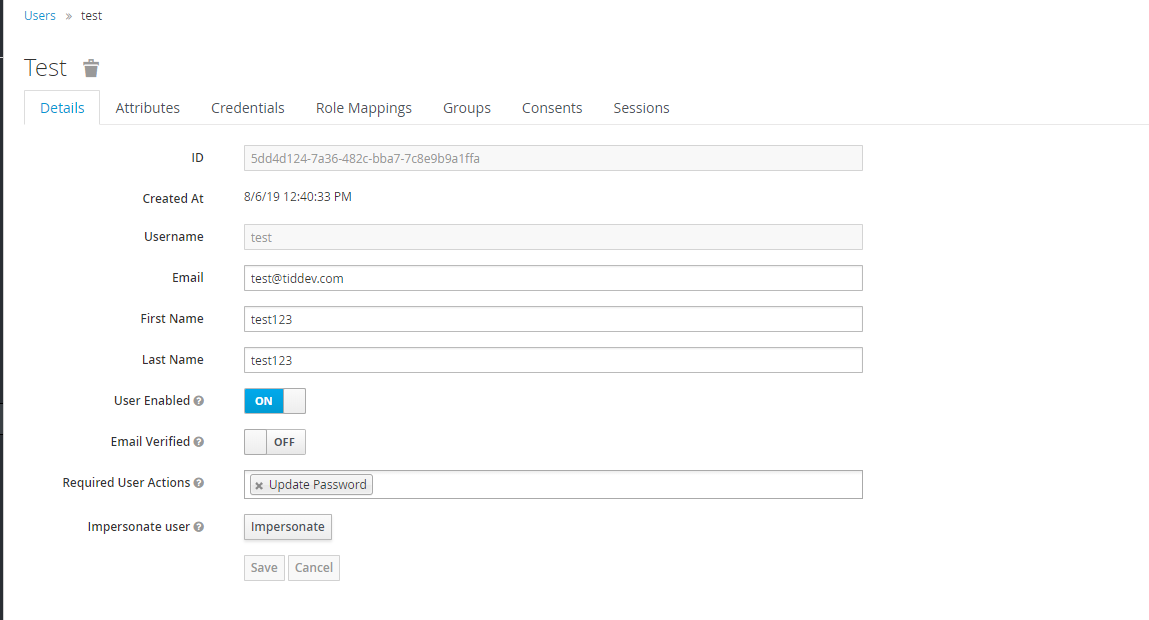 Users » test
Test
Details Attributes Credentials Role Mappings Groups Consents Sessions
ID 5dd4d124-7a36-482c-bba7-7c8e9b9a1ffa
Created At 8/6/19 12:40:33 PM
Username test
Email test@tiddev.com
First Name test123
Last Name test123
User Enabled ? ON
Email Verified ? OFF
Required User Actions ? × Update Password
Impersonate user ? Impersonate
Save Cancel